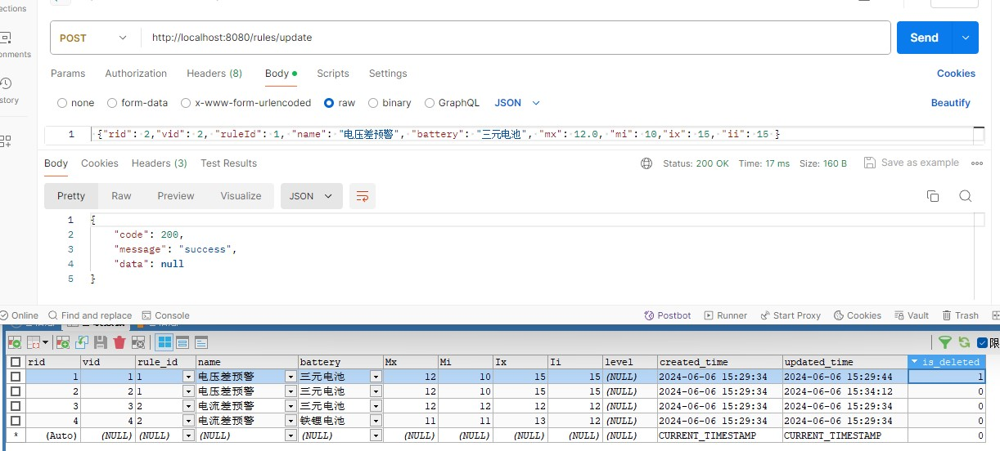 ections
POST http://localhost:8080/rules/update Send
onments
Params Authorization Headers (8) Body Scripts Settings Cookies
story
none form-data x-www-form-urlencoded raw binary GraphQL JSON Beautify
1 {"rid": 2,"vid": 2, "ruleId": 1, "name": "电压差预警", "battery": "三元电池", "mx": 12.0, "mi": 10,"ix": 15, "ii": 15 }
Body Cookies Headers (3) Test Results Status: 200 OK Time: 17 ms Size: 160 B Save as example
Pretty Raw Preview Visualize JSON
1 {
2 "code": 200,
3 "message": "success",
4 "data": null
5 }
Online Find and replace Console Postbot Runner Start Proxy Cookies Vault Trash
限
rid vid rule_id name battery Mx Mi Ix Ii level created_time updated_time is_deleted
1 1 1 电压差预警 三元电池 12 10 15 15 (NULL) 2024-06-06 15:29:34 2024-06-06 15:29:44 1
2 2 1 电压差预警 三元电池 12 10 15 15 (NULL) 2024-06-06 15:29:34 2024-06-06 15:34:12 0
3 3 2 电流差预警 三元电池 12 12 12 12 (NULL) 2024-06-06 15:29:34 2024-06-06 15:29:34 0
4 4 2 电流差预警 铁锂电池 11 11 13 12 (NULL) 2024-06-06 15:29:34 2024-06-06 15:29:34 0
* (Auto) (NULL) (NULL) (NULL) (NULL) (NULL) (NULL) (NULL) (NULL) (NULL) CURRENT_TIMESTAMP CURRENT_TIMESTAMP 0